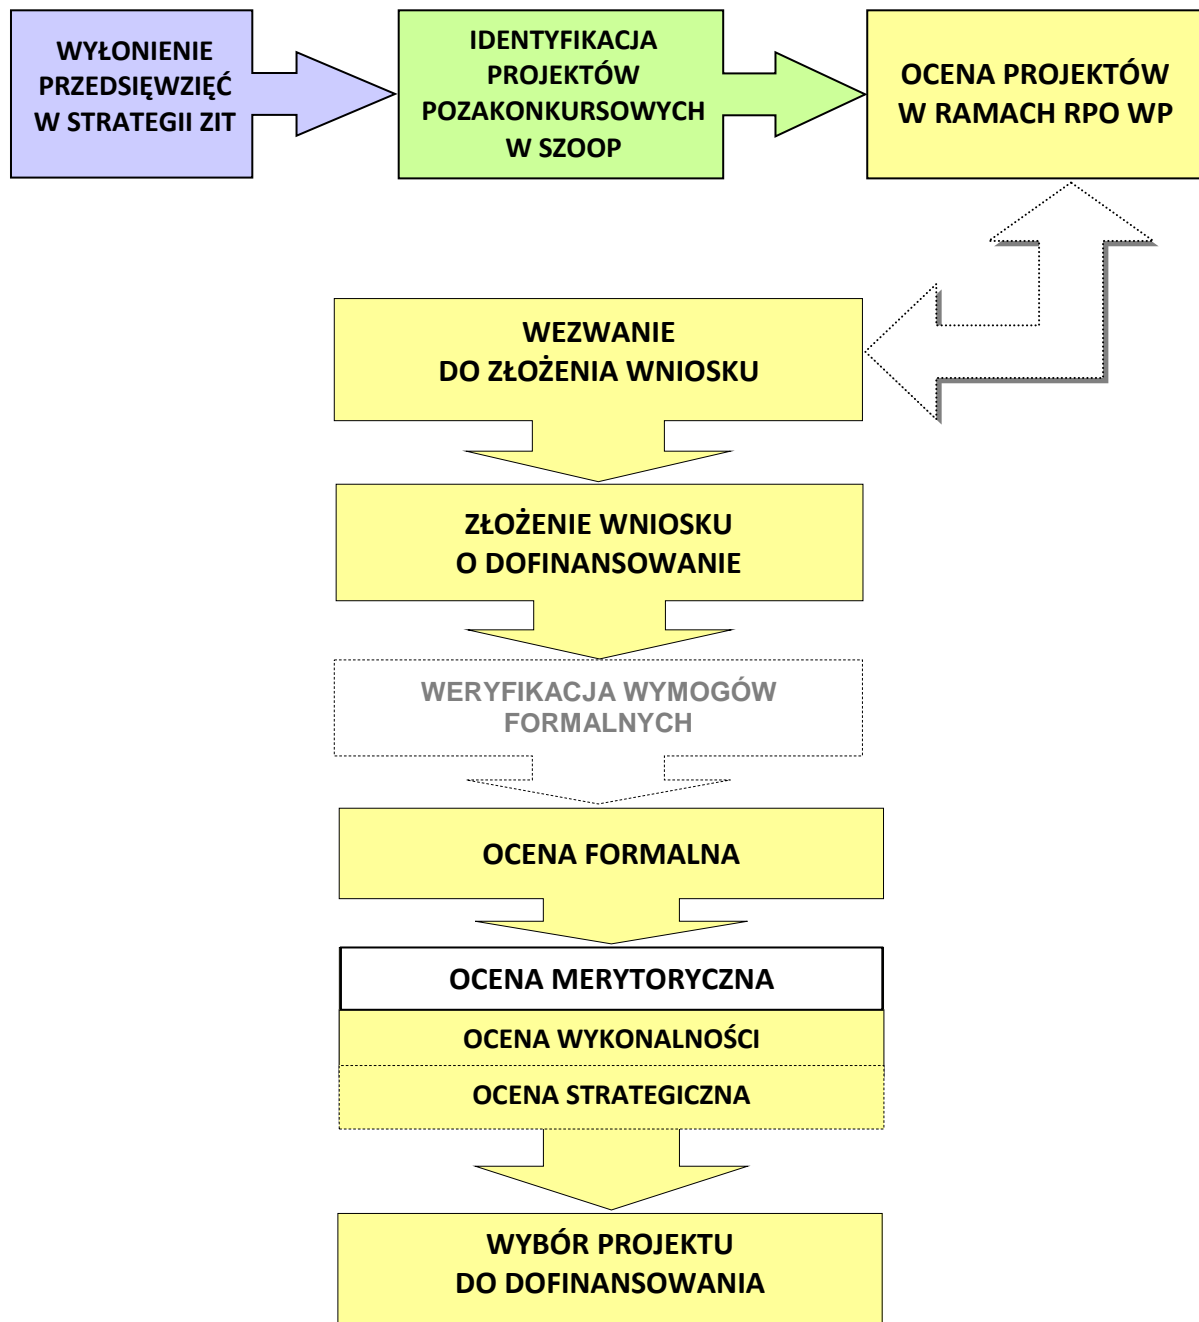 WYŁONIENIE
PRZEDSIĘWZIĘĆ
W STRATEGII ZIT
IDENTYFIKACJA
PROJEKTÓW
POZAKONKURSOWYCH
W SZOOP
OCENA PROJEKTÓW
W RAMACH RPO WP
WEZWANIE
DO ZŁOŻENIA WNIOSKU
ZŁOŻENIE WNIOSKU
O DOFINANSOWANIE
WERYFIKACJA WYMOGÓW
FORMALNYCH
OCENA FORMALNA
OCENA MERYTORYCZNA
OCENA WYKONALNOŚCI
OCENA STRATEGICZNA
WYBÓR PROJEKTU
DO DOFINANSOWANIA